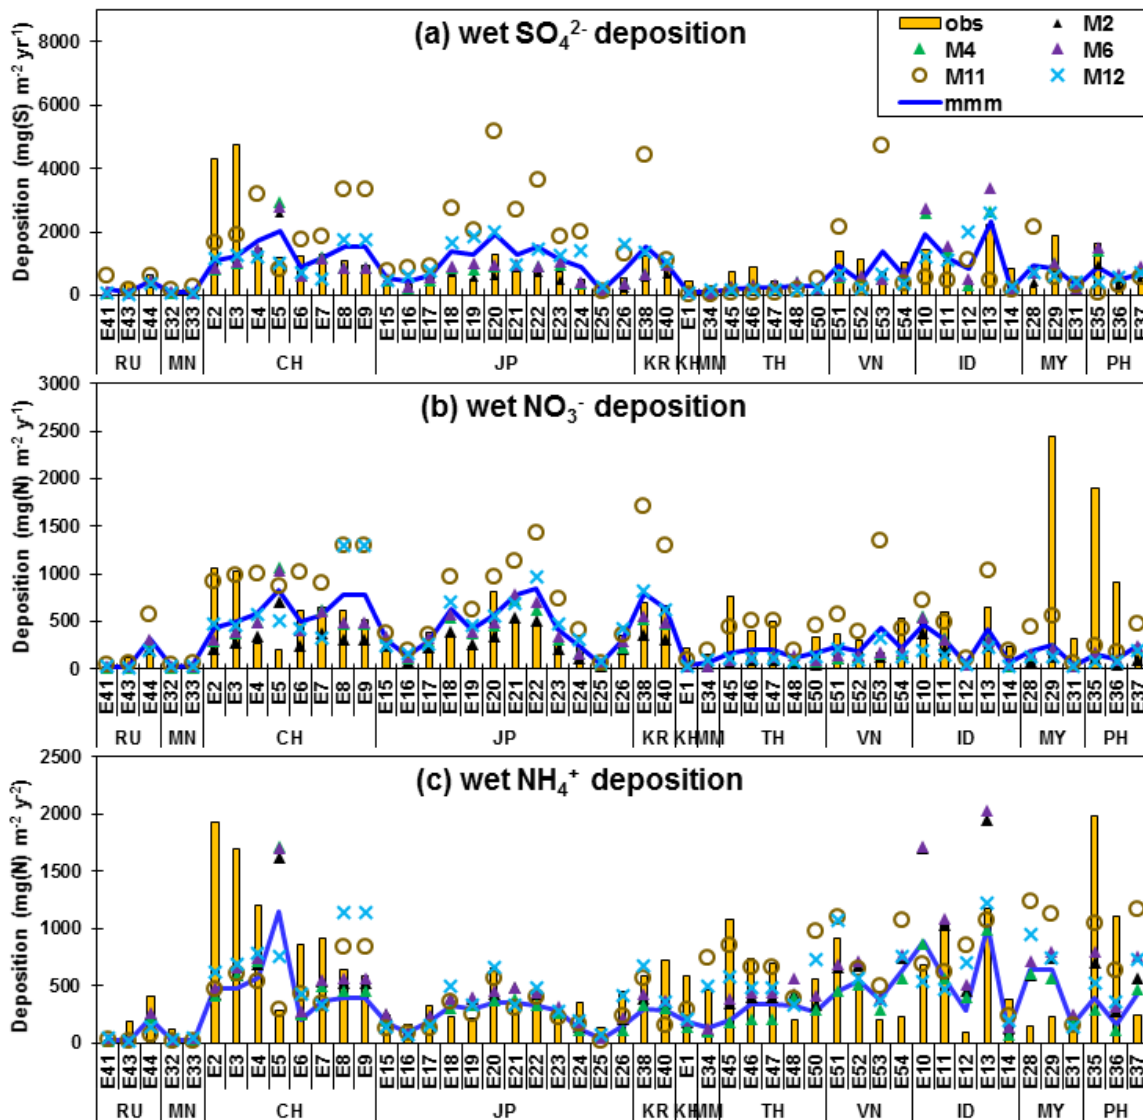 (a) wet SO₄²⁻ deposition
obs
M2
M4
M6
M11
M12
mmm
Deposition (mg(S) m⁻² yr⁻¹)
8000
6000
4000
2000
0
E41 E43 E44 E32 E33 E2 E3 E4 E5 E6 E7 E8 E9 E15 E16 E17 E18 E19 E20 E21 E22 E23 E24 E25 E26 E38 E40 E1 E34 E45 E46 E47 E48 E50 E51 E52 E53 E54 E10 E11 E12 E13 E14 E28 E29 E31 E35 E36 E37
RU MN CH JP KR KH MM TH VN ID MY PH
(b) wet NO₃⁻ deposition
Deposition (mg(N) m⁻² y⁻¹)
3000
2500
2000
1500
1000
500
0
E41 E43 E44 E32 E33 E2 E3 E4 E5 E6 E7 E8 E9 E15 E16 E17 E18 E19 E20 E21 E22 E23 E24 E25 E26 E38 E40 E1 E34 E45 E46 E47 E48 E50 E51 E52 E53 E54 E10 E11 E12 E13 E14 E28 E29 E31 E35 E36 E37
RU MN CH JP KR KH MM TH VN ID MY PH
(c) wet NH₄⁺ deposition
Deposition (mg(N) m⁻² y⁻²)
2500
2000
1500
1000
500
0
E41 E43 E44 E32 E33 E2 E3 E4 E5 E6 E7 E8 E9 E15 E16 E17 E18 E19 E20 E21 E22 E23 E24 E25 E26 E38 E40 E1 E34 E45 E46 E47 E48 E50 E51 E52 E53 E54 E10 E11 E12 E13 E14 E28 E29 E31 E35 E36 E37
RU MN CH JP KR KH MM TH VN ID MY PH